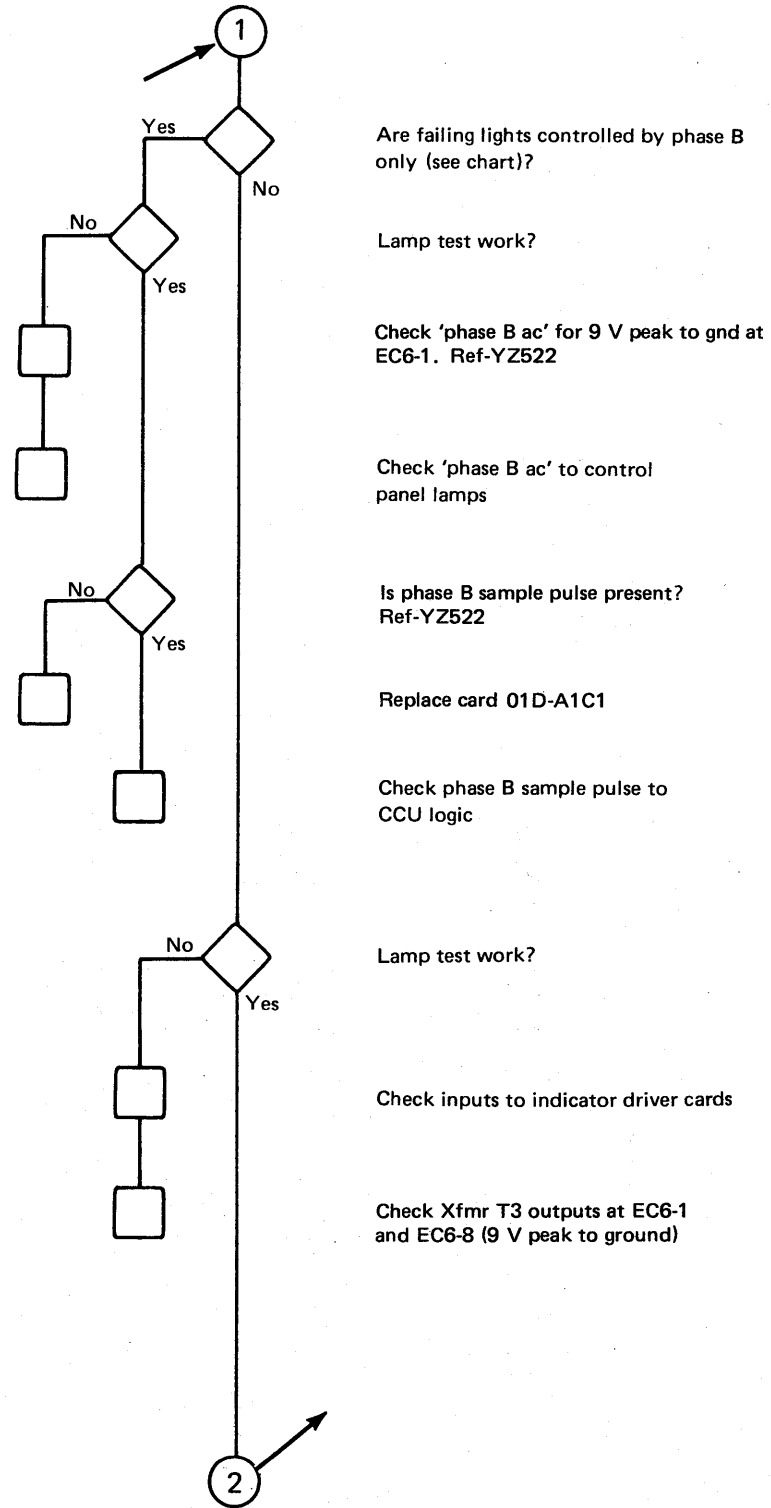 1
Yes
Are failing lights controlled by phase B
only (see chart)?
No
No
Lamp test work?
Yes
Check 'phase B ac' for 9 V peak to gnd at
EC6-1. Ref-YZ522
Check 'phase B ac' to control
panel lamps
No
Is phase B sample pulse present?
Ref-YZ522
Yes
Replace card 01D-A1C1
Check phase B sample pulse to
CCU logic
No
Lamp test work?
Yes
Check inputs to indicator driver cards
Check Xfmr T3 outputs at EC6-1
and EC6-8 (9 V peak to ground)
2